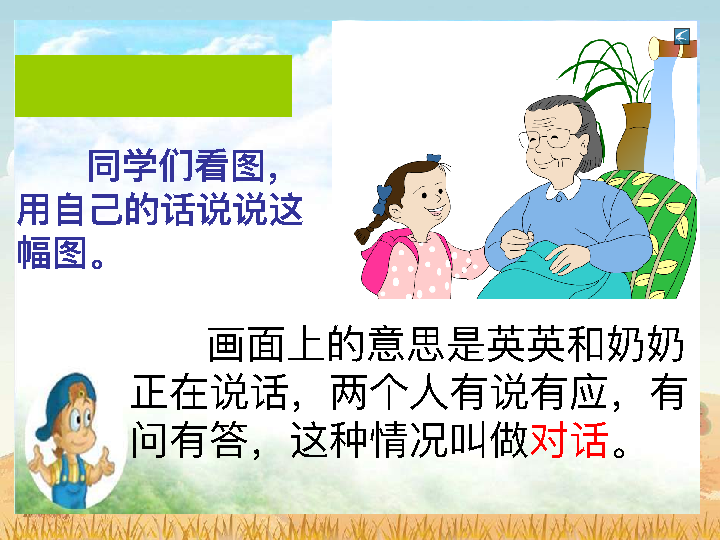 同学们看图，
用自己的话说说这
幅图。
画面上的意思是英英和奶奶
正在说话，两个人有说有应，有
问有答，这种情况叫做对话。